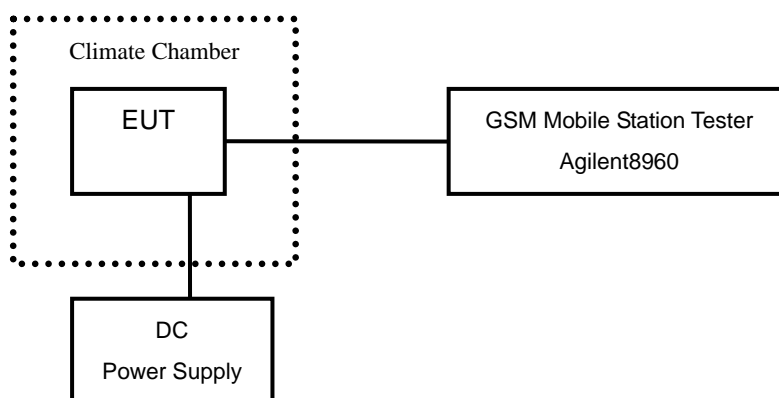 Climate Chamber
EUT
GSM Mobile Station Tester
Agilent8960
DC
Power Supply